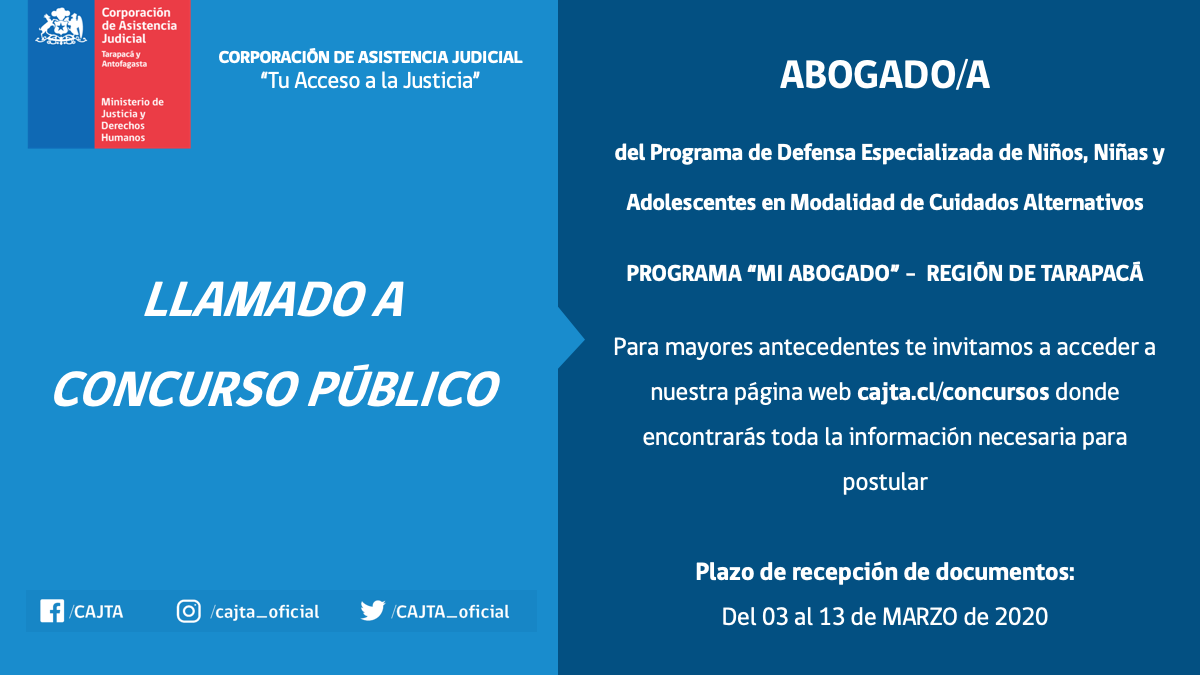 Corporación
de Asistencia
Judicial
Tarapacá y
Antofagasta
Ministerio de
Justicia y
Derechos
Humanos
CORPORACIÓN DE ASISTENCIA JUDICIAL
“Tu Acceso a la Justicia”
LLAMADO A
CONCURSO PÚBLICO
/CAJTA
/cajta_oficial
/CAJTA_oficial
ABOGADO/A
del Programa de Defensa Especializada de Niños, Niñas y
Adolescentes en Modalidad de Cuidados Alternativos
PROGRAMA “MI ABOGADO” – REGIÓN DE TARAPACÁ
Para mayores antecedentes te invitamos a acceder a
nuestra página web cajta.cl/concursos donde
encontrarás toda la información necesaria para
postular
Plazo de recepción de documentos:
Del 03 al 13 de MARZO de 2020